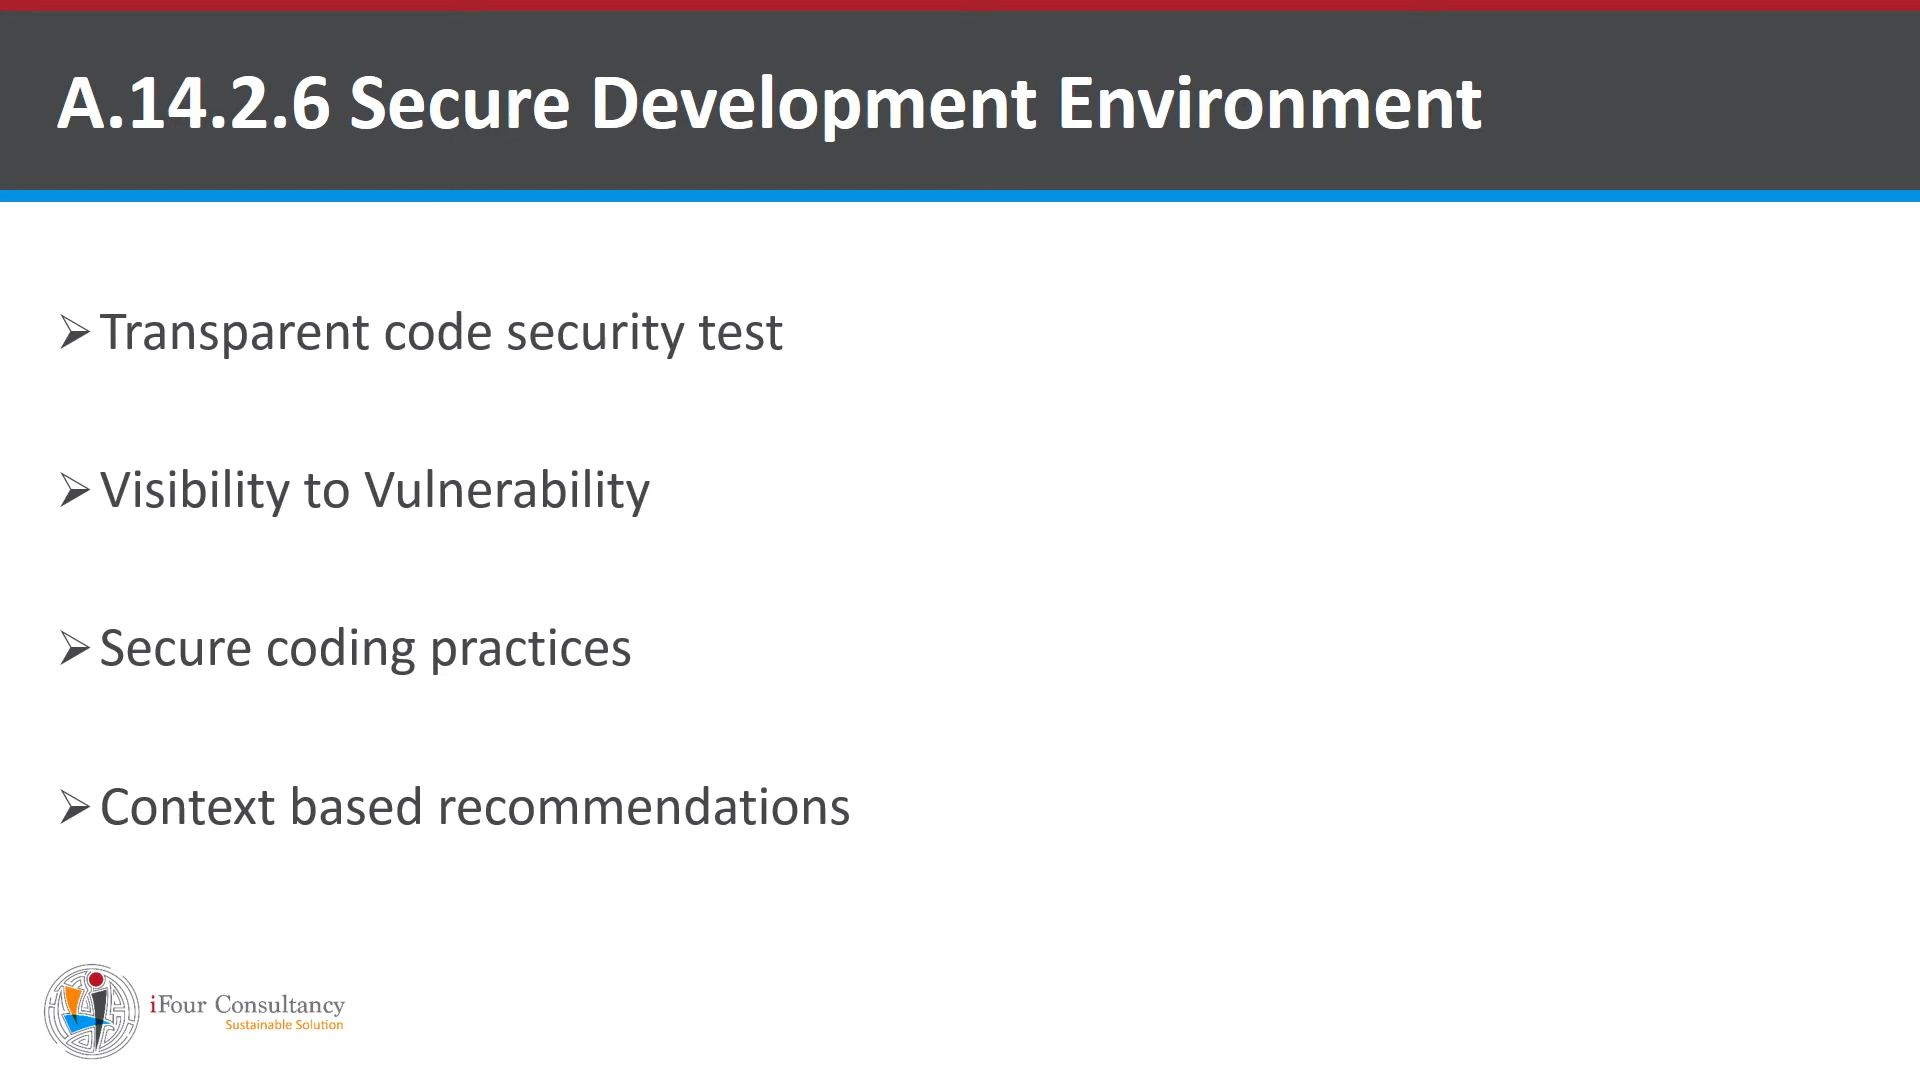 A.14.2.6 Secure Development Environment
Transparent code security test
Visibility to Vulnerability
Secure coding practices
Context based recommendations
iFour Consultancy
Sustainable Solution